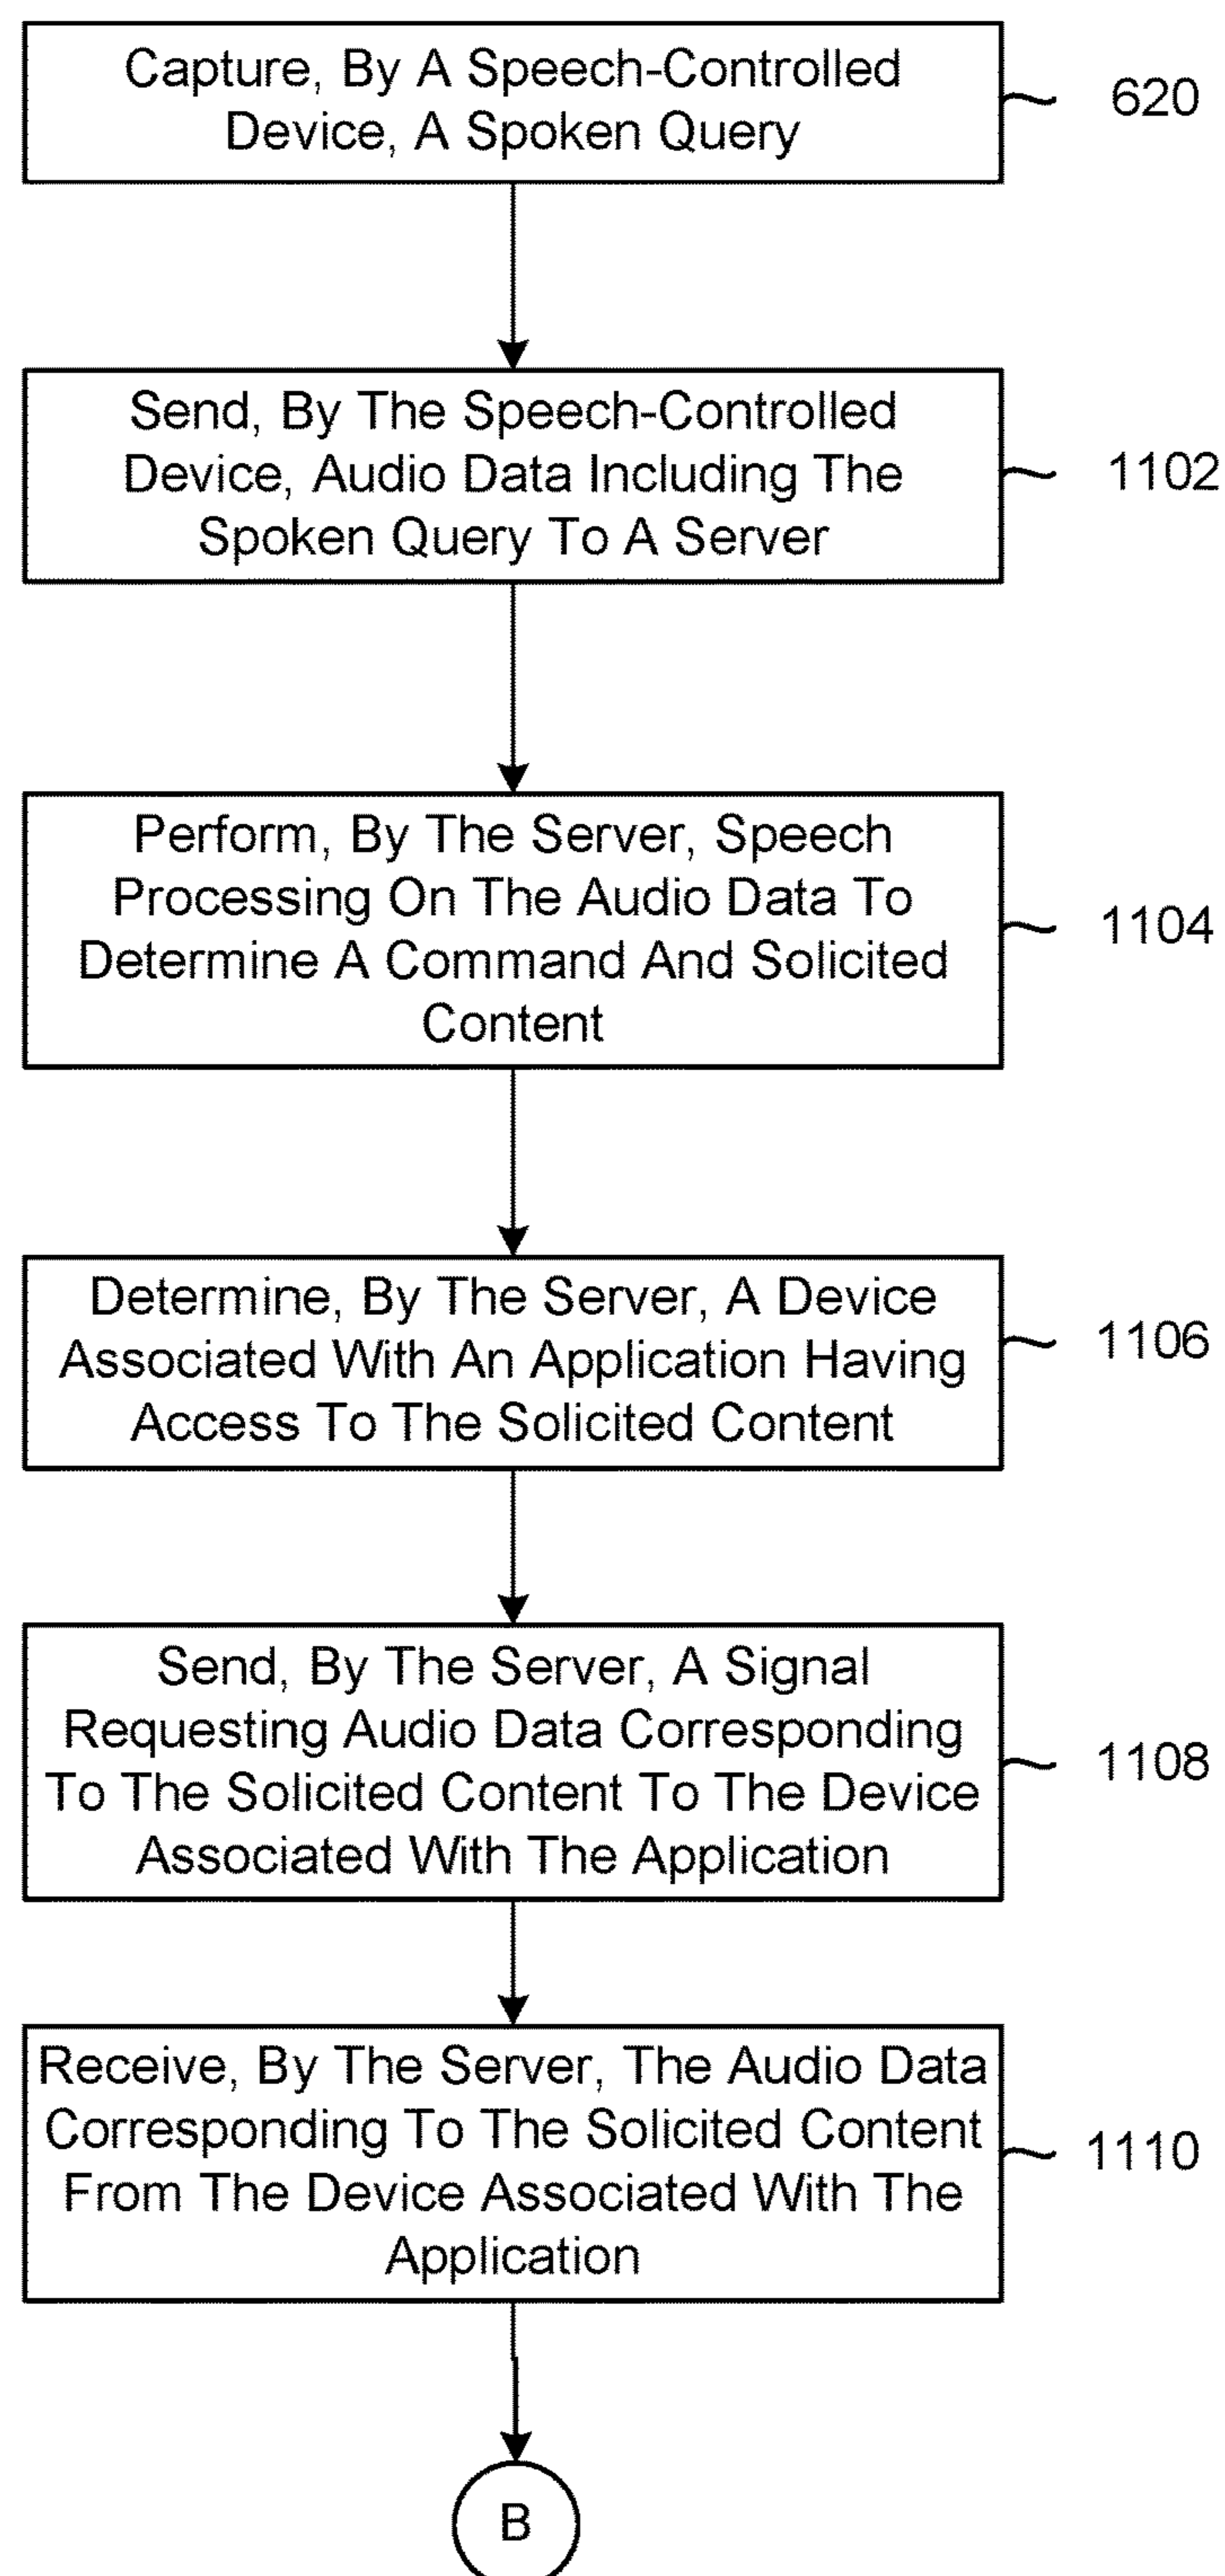 Capture, By A Speech-Controlled
Device, A Spoken Query
620
Send, By The Speech-Controlled
Device, Audio Data Including The
Spoken Query To A Server
1102
Perform, By The Server, Speech
Processing On The Audio Data To
Determine A Command And Solicited
Content
1104
Determine, By The Server, A Device
Associated With An Application Having
Access To The Solicited Content
1106
Send, By The Server, A Signal
Requesting Audio Data Corresponding
To The Solicited Content To The Device
Associated With The Application
1108
Receive, By The Server, The Audio Data
Corresponding To The Solicited Content
From The Device Associated With The
Application
1110
B